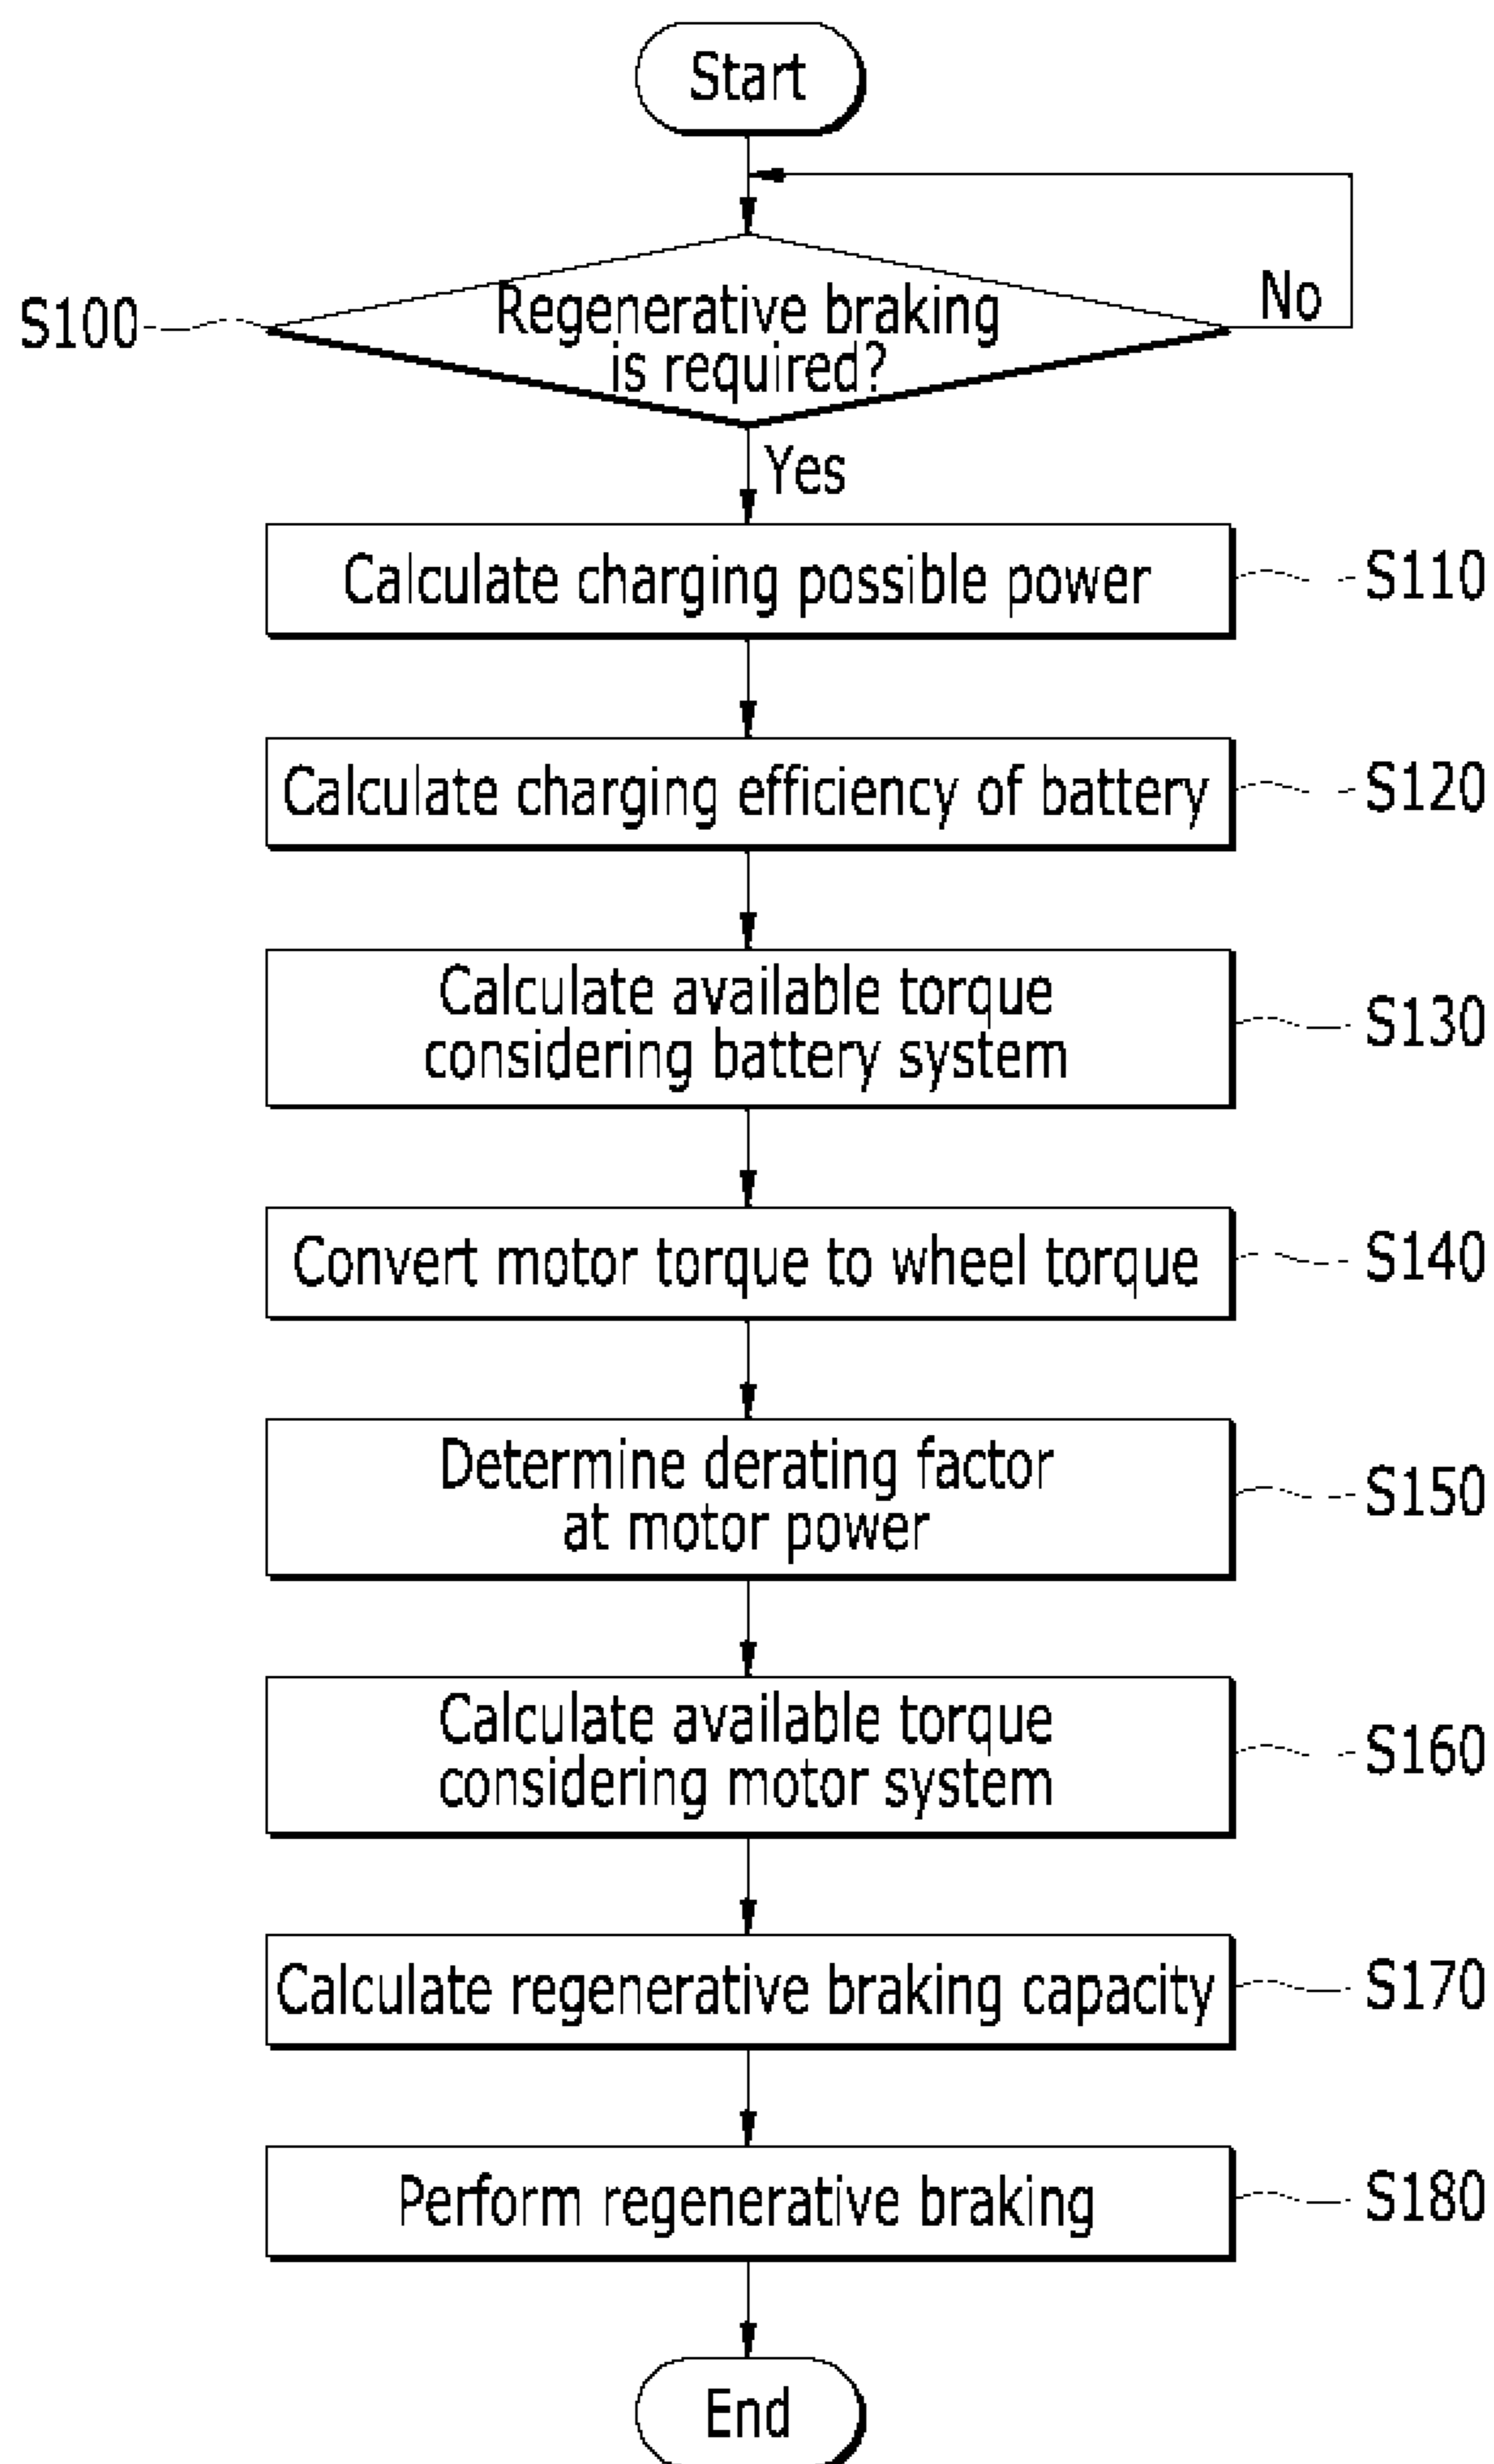 Start
Regenerative braking
is required?
No
S100
Yes
Calculate charging possible power
S110
Calculate charging efficiency of battery
S120
Calculate available torque
considering battery system
S130
Convert motor torque to wheel torque
S140
Determine derating factor
at motor power
S150
Calculate available torque
considering motor system
S160
Calculate regenerative braking capacity
S170
Perform regenerative braking
S180
End